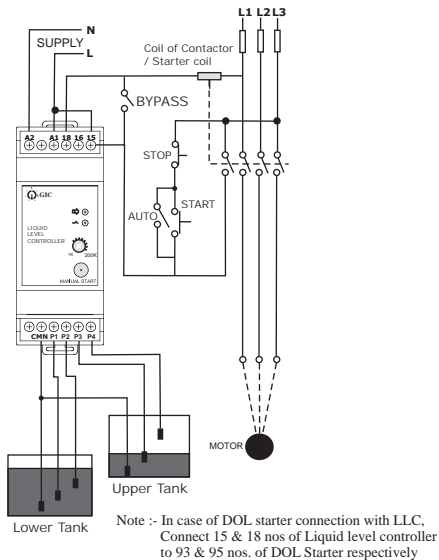 L1 L2 L3
N
SUPPLY
L
Coil of Contactor
/ Starter coil
BYPASS
A2 A1 18 16 15
STOP
GIC
START
AUTO
LIQUID
LEVEL
CONTROLLER
1K 200K
MANUAL START
CMN P1 P2 P3 P4
MOTOR
Upper Tank
Lower Tank
Note :- In case of DOL starter connection with LLC,
Connect 15 & 18 nos of Liquid level controller
to 93 & 95 nos. of DOL Starter respectively